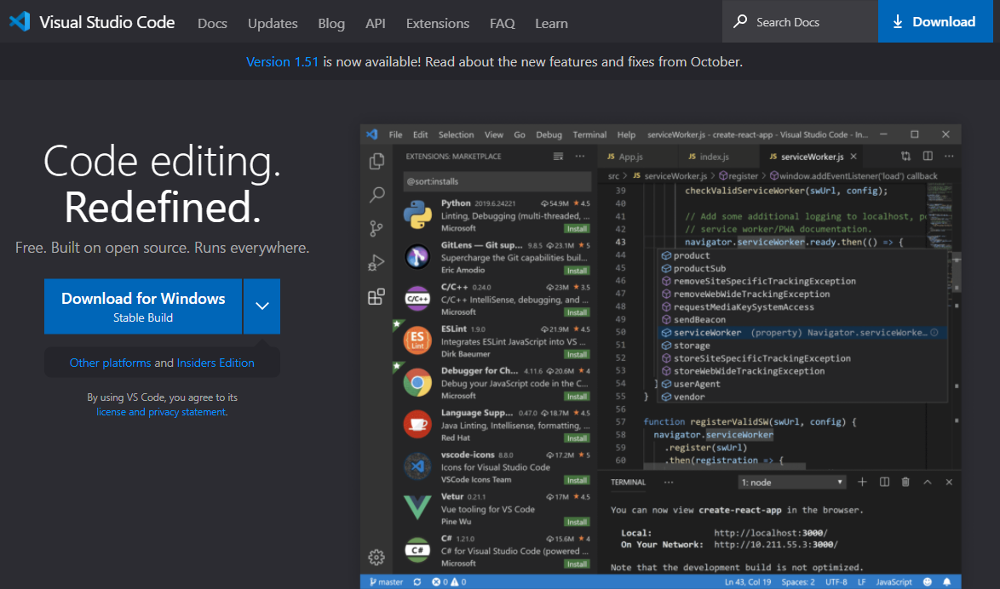 Visual Studio Code Docs Updates Blog API Extensions FAQ Learn Search Docs Download
Version 1.51 is now available! Read about the new features and fixes from October.
Code editing.
Redefined.
Free. Built on open source. Runs everywhere.
Download for Windows
Stable Build
Other platforms and Insiders Edition
By using VS Code, you agree to its
license and privacy statement.
File Edit Selection View Go Debug Terminal Help serviceWorker.js - create-react-app - Visual Studio Code - In...
EXTENSIONS: MARKETPLACE
@sort:installs
Python 2019.6.24221 54.9M 4.5
Linting, Debugging (multi-threaded, ...
Microsoft Install
GitLens — Git sup... 9.8.5 23.1M 5
Supercharge the Git capabilities buil...
Eric Amodio Install
C/C++ 0.24.0 23M 3.5
C/C++ IntelliSense, debugging, and ...
Microsoft Install
ESLint 1.9.0 21.9M 4.5
Integrates ESLint JavaScript into VS ...
Dirk Baeumer Install
Debugger for Ch... 4.11.6 20.6M 4
Debug your JavaScript code in the C...
Microsoft Install
Language Supp... 0.47.0 18.7M 4.5
Java Linting, Intellisense, formatting, ...
Red Hat Install
vscode-icons 8.8.0 17.2M 5
Icons for Visual Studio Code
VSCode Icons Team Install
Vetur 0.21.1 17M 4.5
Vue tooling for VS Code
Pine Wu Install
C# 1.21.0 15.6M 4
C# for Visual Studio Code (powered ...
Microsoft Install
C/C++
ES
Lint
C#
JS App.js JS index.js JS serviceWorker.js
src > JS serviceWorker.js > register > window.addEventListener('load') callback
39 checkValidServiceWorker(swUrl, config);
40
41 // Add some additional logging to localhost, po
42 // service worker/PWA documentation.
43 navigator.serviceWorker.ready.then(() => {
44 product
45 productSub
46 removeSiteSpecificTrackingException
47 removeWebWideTrackingException
48 requestMediaKeySystemAccess
49 sendBeacon
50 serviceWorker (property) Navigator.serviceWorke...
51 storage
52 storeSiteSpecificTrackingException
53 storeWebWideTrackingException
54 } userAgent
55 } vendor
56
57 function registerValidSW(swUrl, config) {
58 navigator.serviceWorker
59 .register(swUrl)
60 .then(registration => {
TERMINAL ... 1: node
You can now view create-react-app in the browser.
Local: http://localhost:3000/
On Your Network: http://10.211.55.3:3000/
Note that the development build is not optimized.
master 0 0 Ln 43, Col 19 Spaces: 2 UTF-8 LF JavaScript